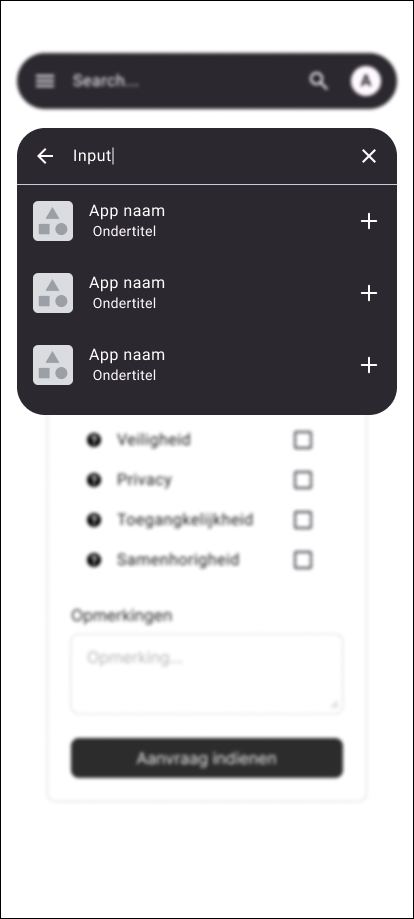 Search...
A
Input
App naam
Ondertitel
App naam
Ondertitel
App naam
Ondertitel
? Veiligheid
? Privacy
? Toegangkelijkheid
? Samenhorigheid
Opmerkingen
Opmerking...
Aanvraag indienen